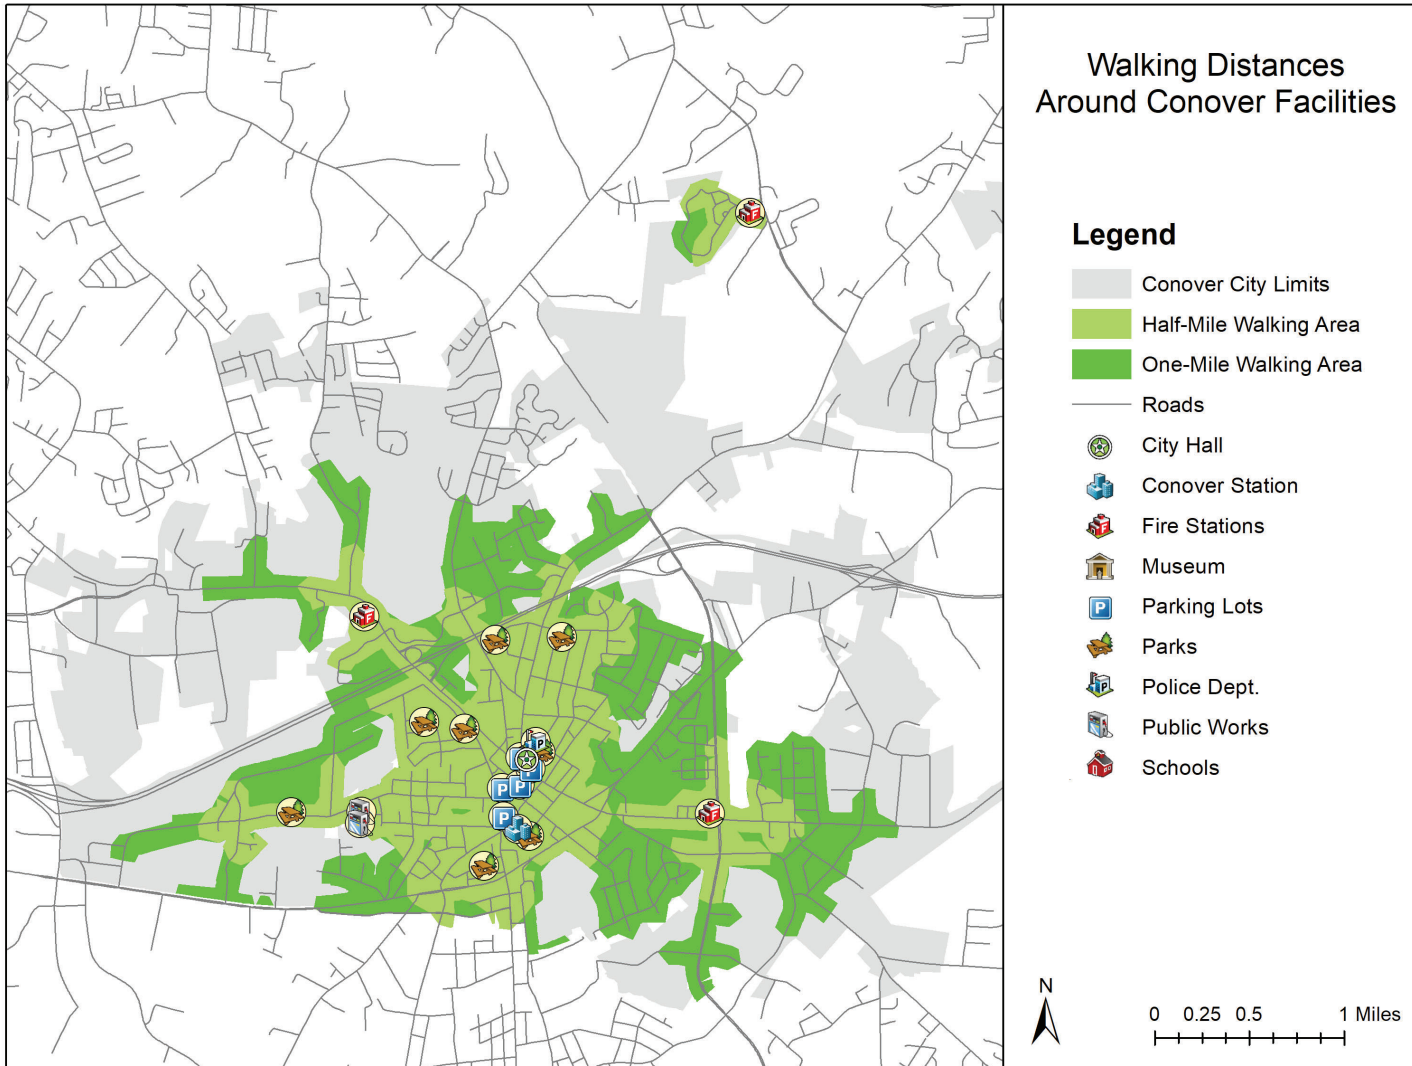 Walking Distances
Around Conover Facilities
Legend
Conover City Limits
Half-Mile Walking Area
One-Mile Walking Area
Roads
City Hall
Conover Station
F Fire Stations
Museum
P Parking Lots
Parks
P Police Dept.
Public Works
Schools
F
F
P
P
P
P
F
P
N
0 0.25 0.5 1 Miles